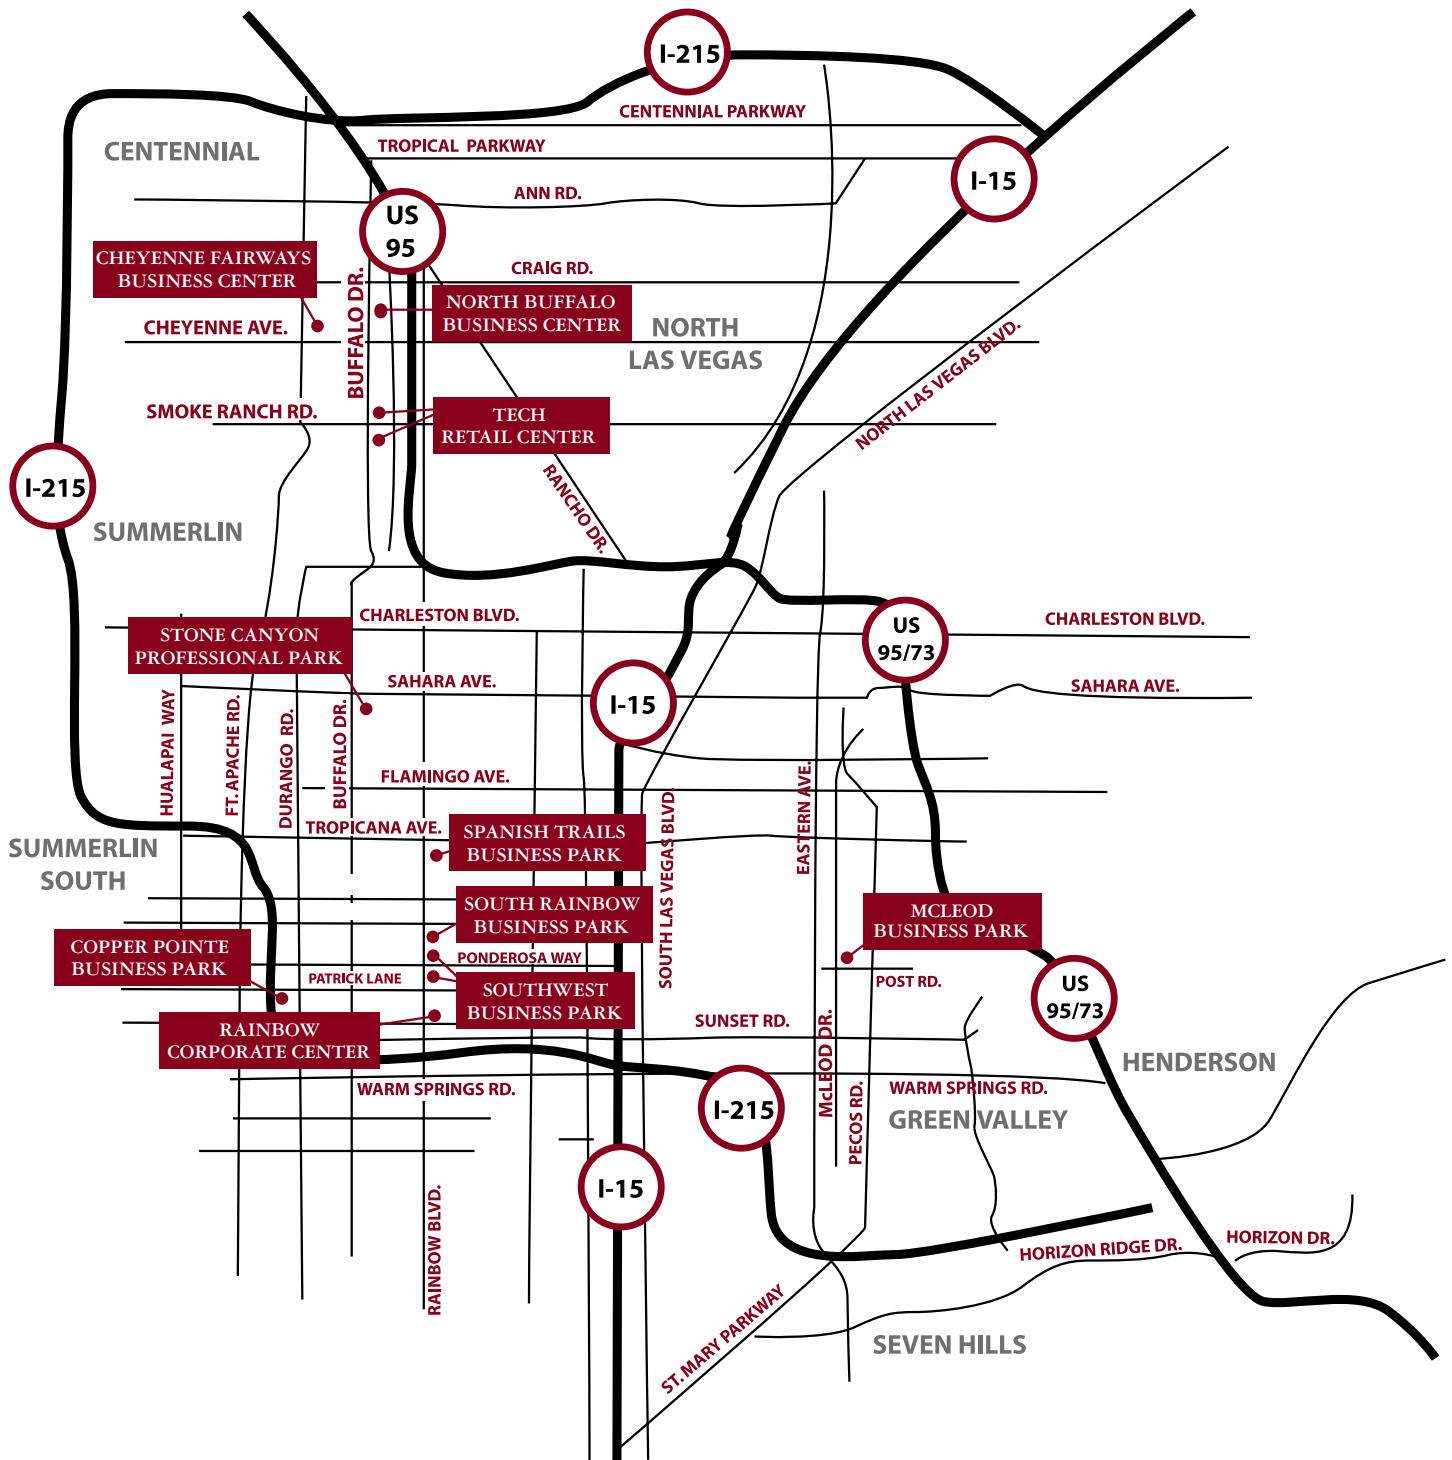 I-215
CENTENNIAL PARKWAY
TROPICAL PARKWAY
CENTENNIAL
I-15
ANN RD.
US
95
CHEYENNE FAIRWAYS
BUSINESS CENTER
CRAIG RD.
BUFFALO DR.
NORTH BUFFALO
BUSINESS CENTER
CHEYENNE AVE.
NORTH
LAS VEGAS
NORTH LAS VEGAS BLVD.
SMOKE RANCH RD.
TECH
RETAIL CENTER
I-215
RANCHO DR.
SUMMERLIN
CHARLESTON BLVD.
US
95/73
CHARLESTON BLVD.
STONE CANYON
PROFESSIONAL PARK
SAHARA AVE.
SAHARA AVE.
I-15
HUALAPAI WAY
FT. APACHE RD.
DURANGO RD.
BUFFALO DR.
FLAMINGO AVE.
EASTERN AVE.
SOUTH LAS VEGAS BLVD.
TROPICANA AVE.
SPANISH TRAILS
BUSINESS PARK
SUMMERLIN
SOUTH
SOUTH RAINBOW
BUSINESS PARK
MCLEOD
BUSINESS PARK
COPPER POINTE
BUSINESS PARK
PONDEROSA WAY
PATRICK LANE
POST RD.
SOUTHWEST
BUSINESS PARK
US
95/73
RAINBOW
CORPORATE CENTER
SUNSET RD.
McLEOD DR.
HENDERSON
WARM SPRINGS RD.
WARM SPRINGS RD.
I-215
GREEN VALLEY
PECOS RD.
I-15
RAINBOW BLVD.
HORIZON RIDGE DR.
HORIZON DR.
ST. MARY PARKWAY
SEVEN HILLS